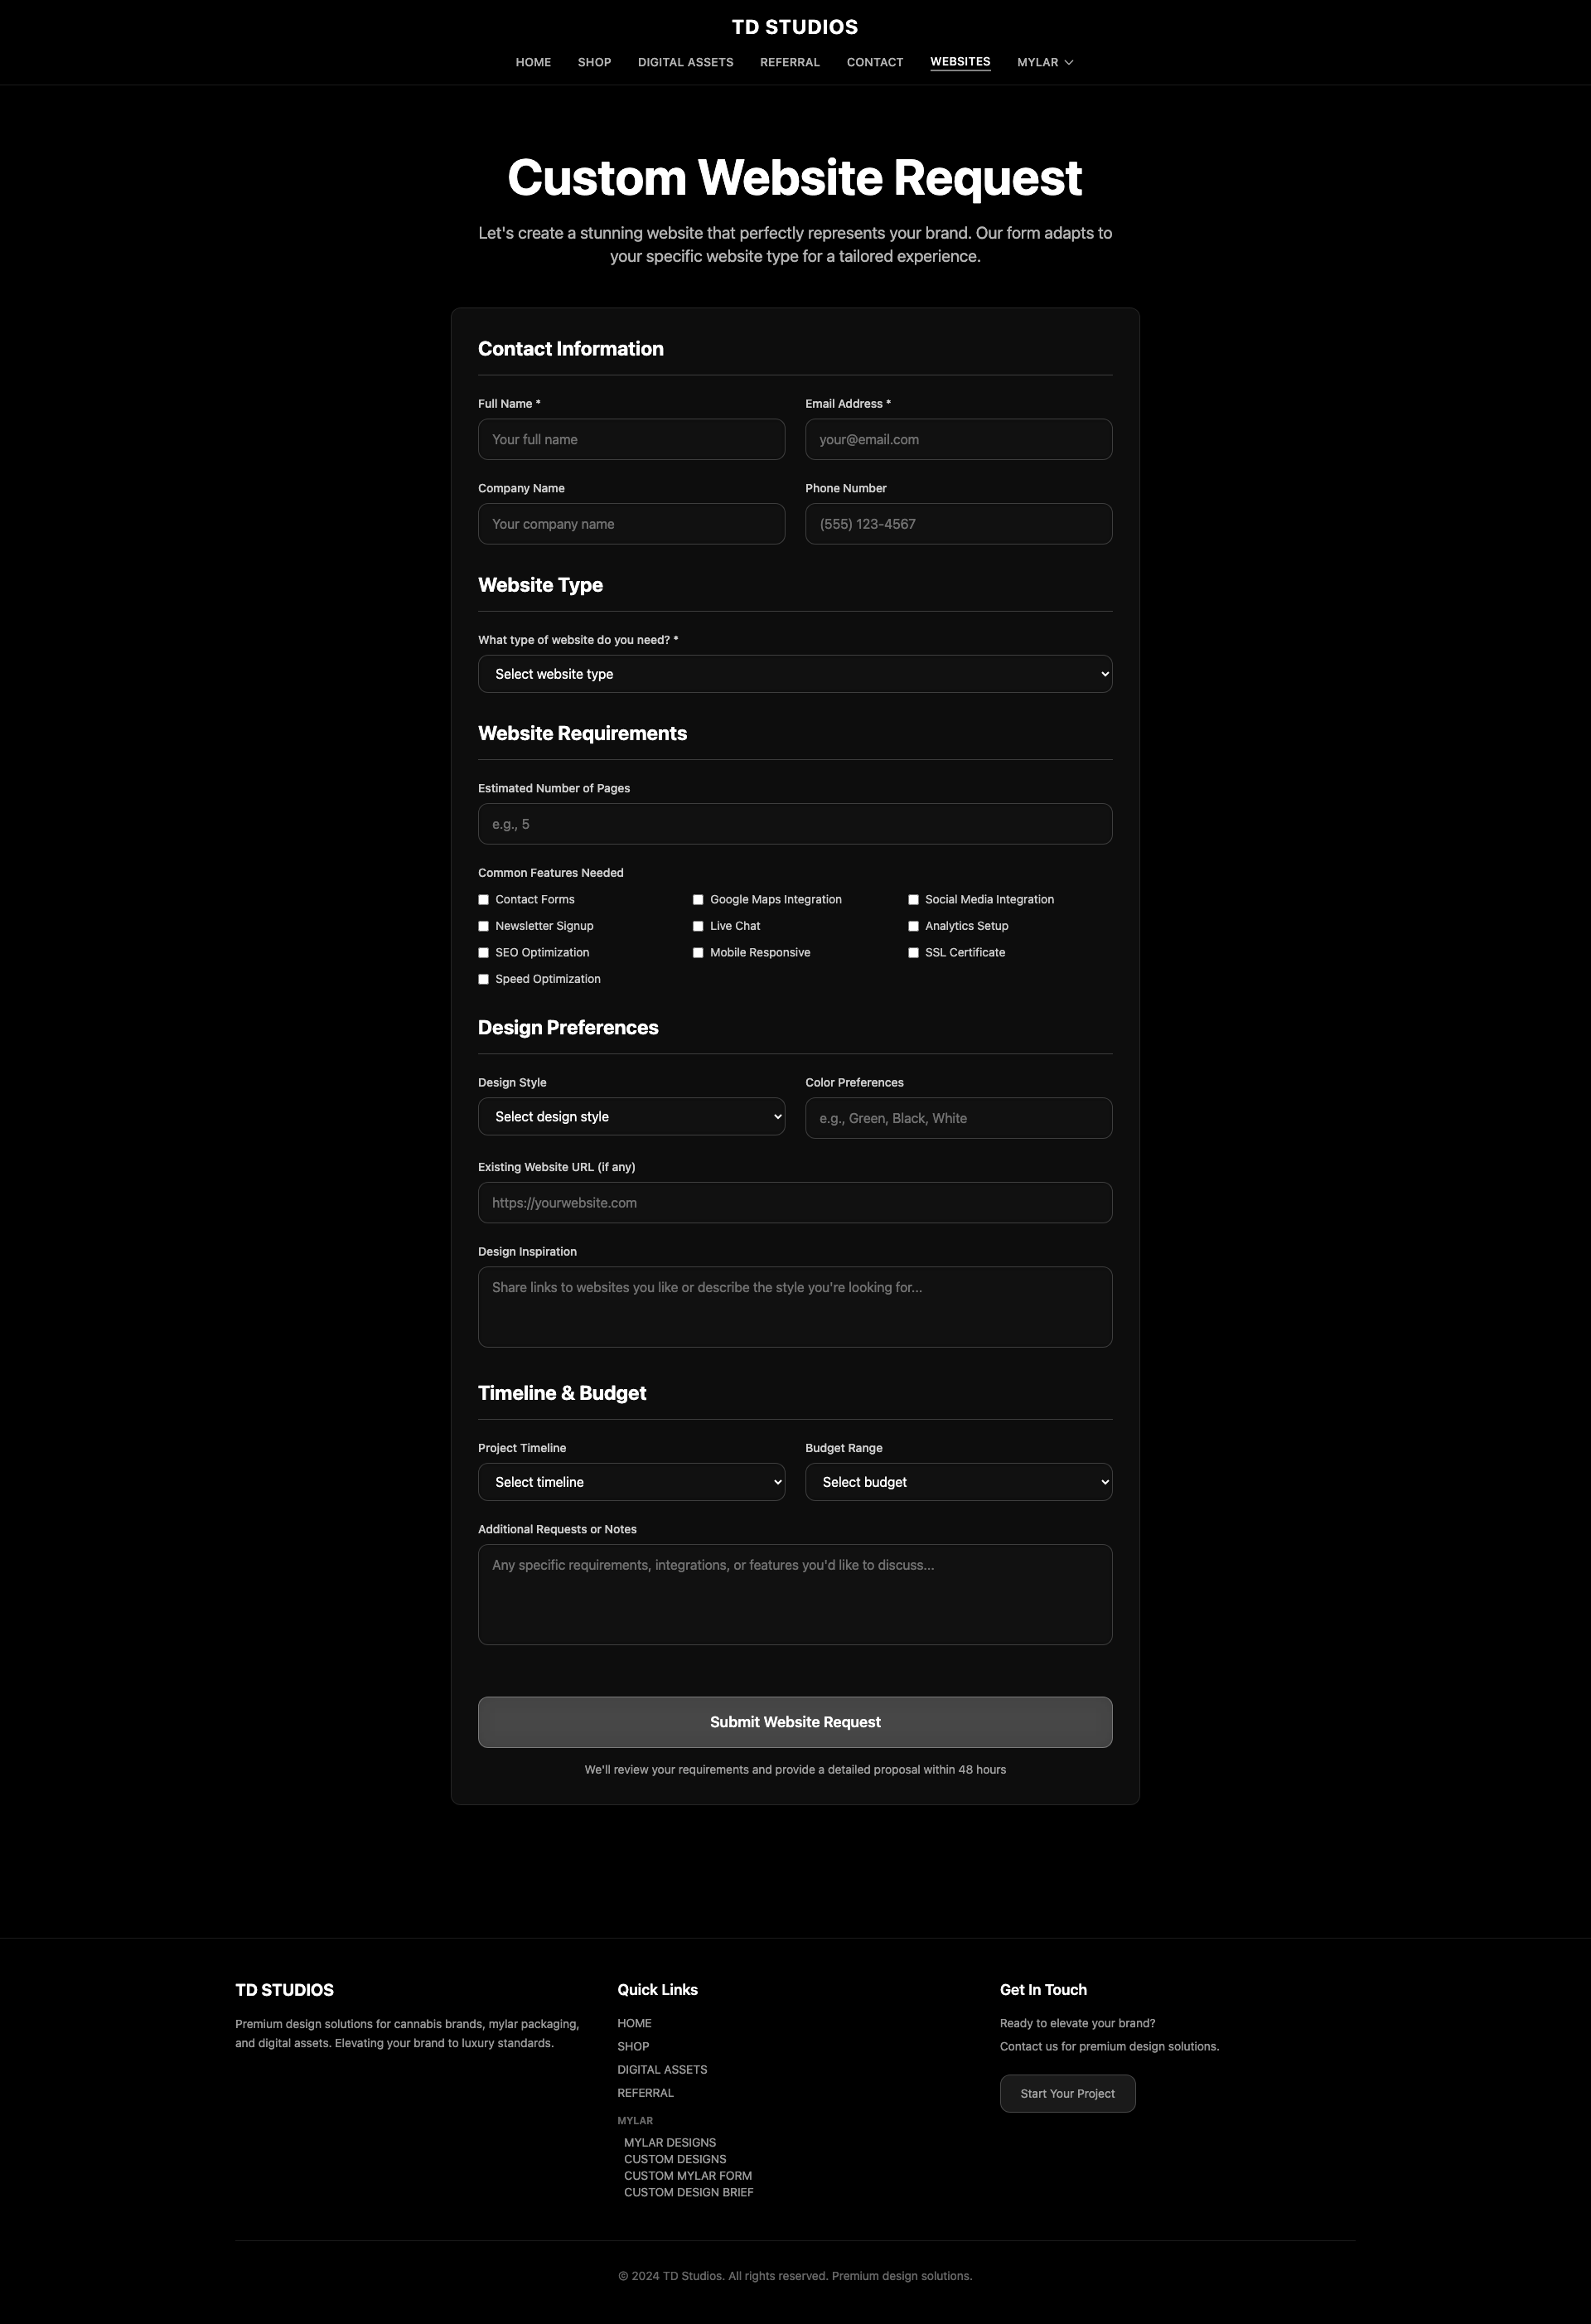 TD STUDIOS
HOME SHOP DIGITAL ASSETS REFERRAL CONTACT WEBSITES MYLAR
Custom Website Request
Let's create a stunning website that perfectly represents your brand. Our form adapts to
your specific website type for a tailored experience.
Contact Information
Full Name *
Your full name
Email Address *
your@email.com
Company Name
Your company name
Phone Number
(555) 123-4567
Website Type
What type of website do you need? *
Select website type
Website Requirements
Estimated Number of Pages
e.g., 5
Common Features Needed
Contact Forms
Google Maps Integration
Social Media Integration
Newsletter Signup
Live Chat
Analytics Setup
SEO Optimization
Mobile Responsive
SSL Certificate
Speed Optimization
Design Preferences
Design Style
Select design style
Color Preferences
e.g., Green, Black, White
Existing Website URL (if any)
https://yourwebsite.com
Design Inspiration
Share links to websites you like or describe the style you're looking for...
Timeline & Budget
Project Timeline
Select timeline
Budget Range
Select budget
Additional Requests or Notes
Any specific requirements, integrations, or features you'd like to discuss...
Submit Website Request
We'll review your requirements and provide a detailed proposal within 48 hours
TD STUDIOS
Premium design solutions for cannabis brands, mylar packaging,
and digital assets. Elevating your brand to luxury standards.
Quick Links
HOME
SHOP
DIGITAL ASSETS
REFERRAL
MYLAR
MYLAR DESIGNS
CUSTOM DESIGNS
CUSTOM MYLAR FORM
CUSTOM DESIGN BRIEF
Get In Touch
Ready to elevate your brand?
Contact us for premium design solutions.
Start Your Project
© 2024 TD Studios. All rights reserved. Premium design solutions.